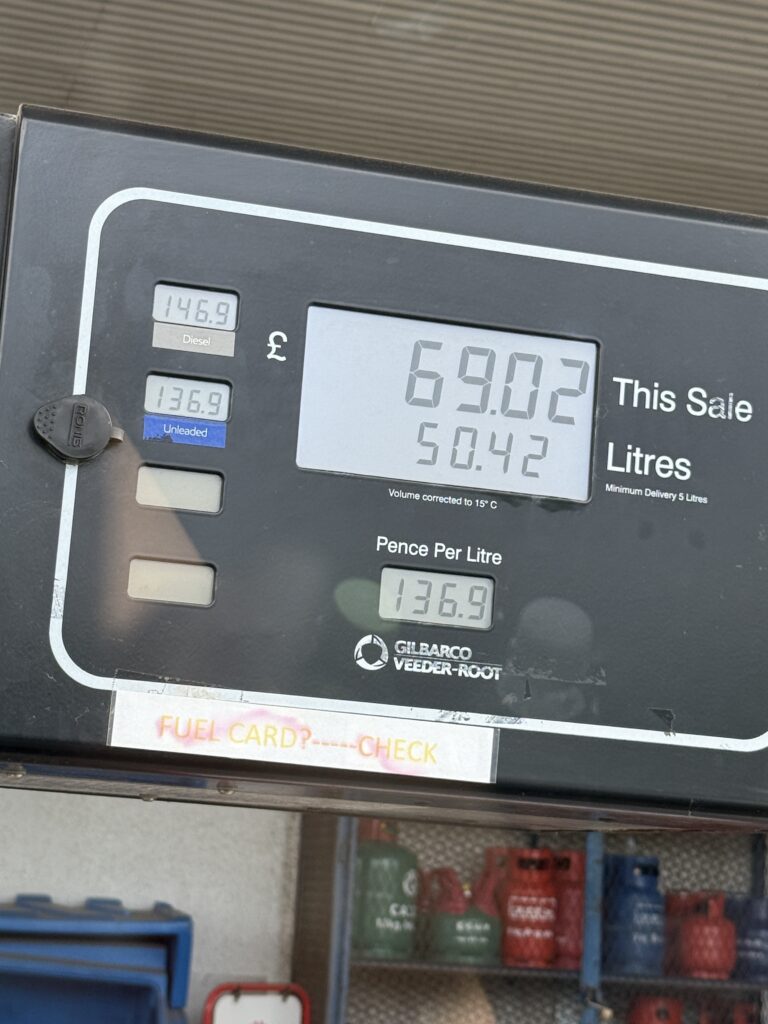 146.9
Diesel
£ 69.02 This Sale
136.9
Unleaded
50.42 Litres
Minimum Delivery 5 Litres
Volume corrected to 15° C
Pence Per Litre
136.9
GILBARCO
VEEDER-ROOT
FUEL CARD?-----CHECK